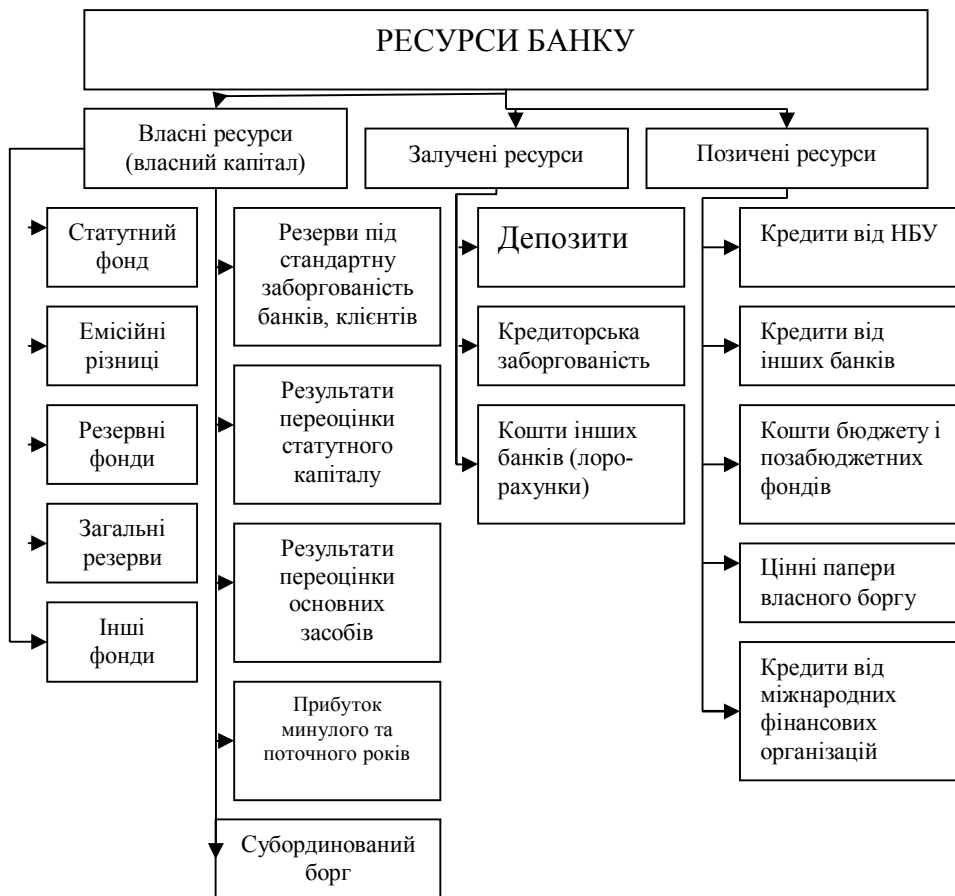 РЕСУРСИ БАНКУ
Власні ресурси
(власний капітал)
Залучені ресурси
Позичені ресурси
Статутний
фонд
Емісійні
різниці
Резервні
фонди
Загальні
резерви
Інші
фонди
Резерви під
стандартну
заборгованість
банків, клієнтів
Результати
переоцінки
статутного
капіталу
Результати
переоцінки
основних
засобів
Прибуток
минулого та
поточного років
Субординований
борг
Депозити
Кредиторська
заборгованість
Кошти інших
банків (лоро-
рахунки)
Кредити від НБУ
Кредити від
інших банків
Кошти бюджету і
позабюджетних
фондів
Цінні папери
власного боргу
Кредити від
міжнародних
фінансових
організацій